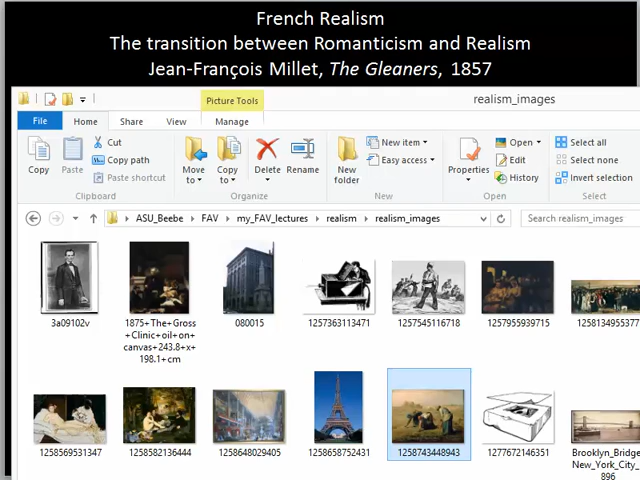 French Realism
The transition between Romanticism and Realism
Jean-François Millet, The Gleaners, 1857
Picture Tools
realism_images
File
Home
Share
View
Manage
Copy
Paste
Cut
Copy path
Paste shortcut
Clipboard
Move to
Copy to
Delete
Rename
Organize
New folder
New item
Easy access
New
Properties
Open
Edit
History
Open
Select all
Select none
Invert selection
Select
ASU_Beebe
FAV
my_FAV_lectures
realism
realism_images
Search realism_images
3a09102v
1875+The+Gross
+Clinic+oil+on+
canvas+243.8+x+
198.1+cm
080015
1257363113471
1257545116718
1257955939715
1258134955377
1258569531347
1258582136444
1258648029405
1258658752431
1258743448943
1277672146351
Brooklyn_Bridge
New_York_City_
896